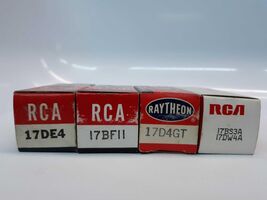 RCA
17DE4
RCA
17BF11
RAYTHEON
17D4GT
RCA
17BS3A
17DW4A